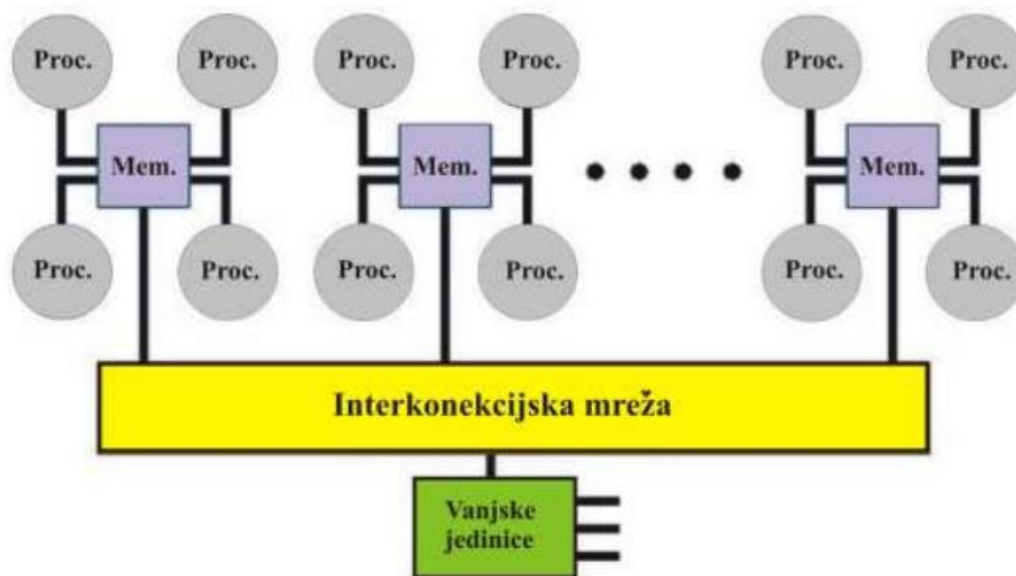 Proc. Proc. Proc. Proc. Proc. Proc.
Mem. Mem. Mem.
Proc. Proc. Proc. Proc. Proc. Proc.
Interkonekcijska mreža
Vanjske
jedinice